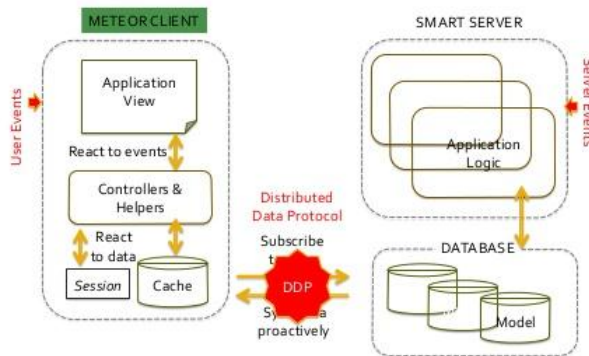 METEOR CLIENT
SMART SERVER
User Events
Application
View
React to events
Controllers &
Helpers
React
to data
Session
Cache
Distributed
Data Protocol
Subscribe
DDP
proactively
Application
Logic
Server Events
DATABASE
Model